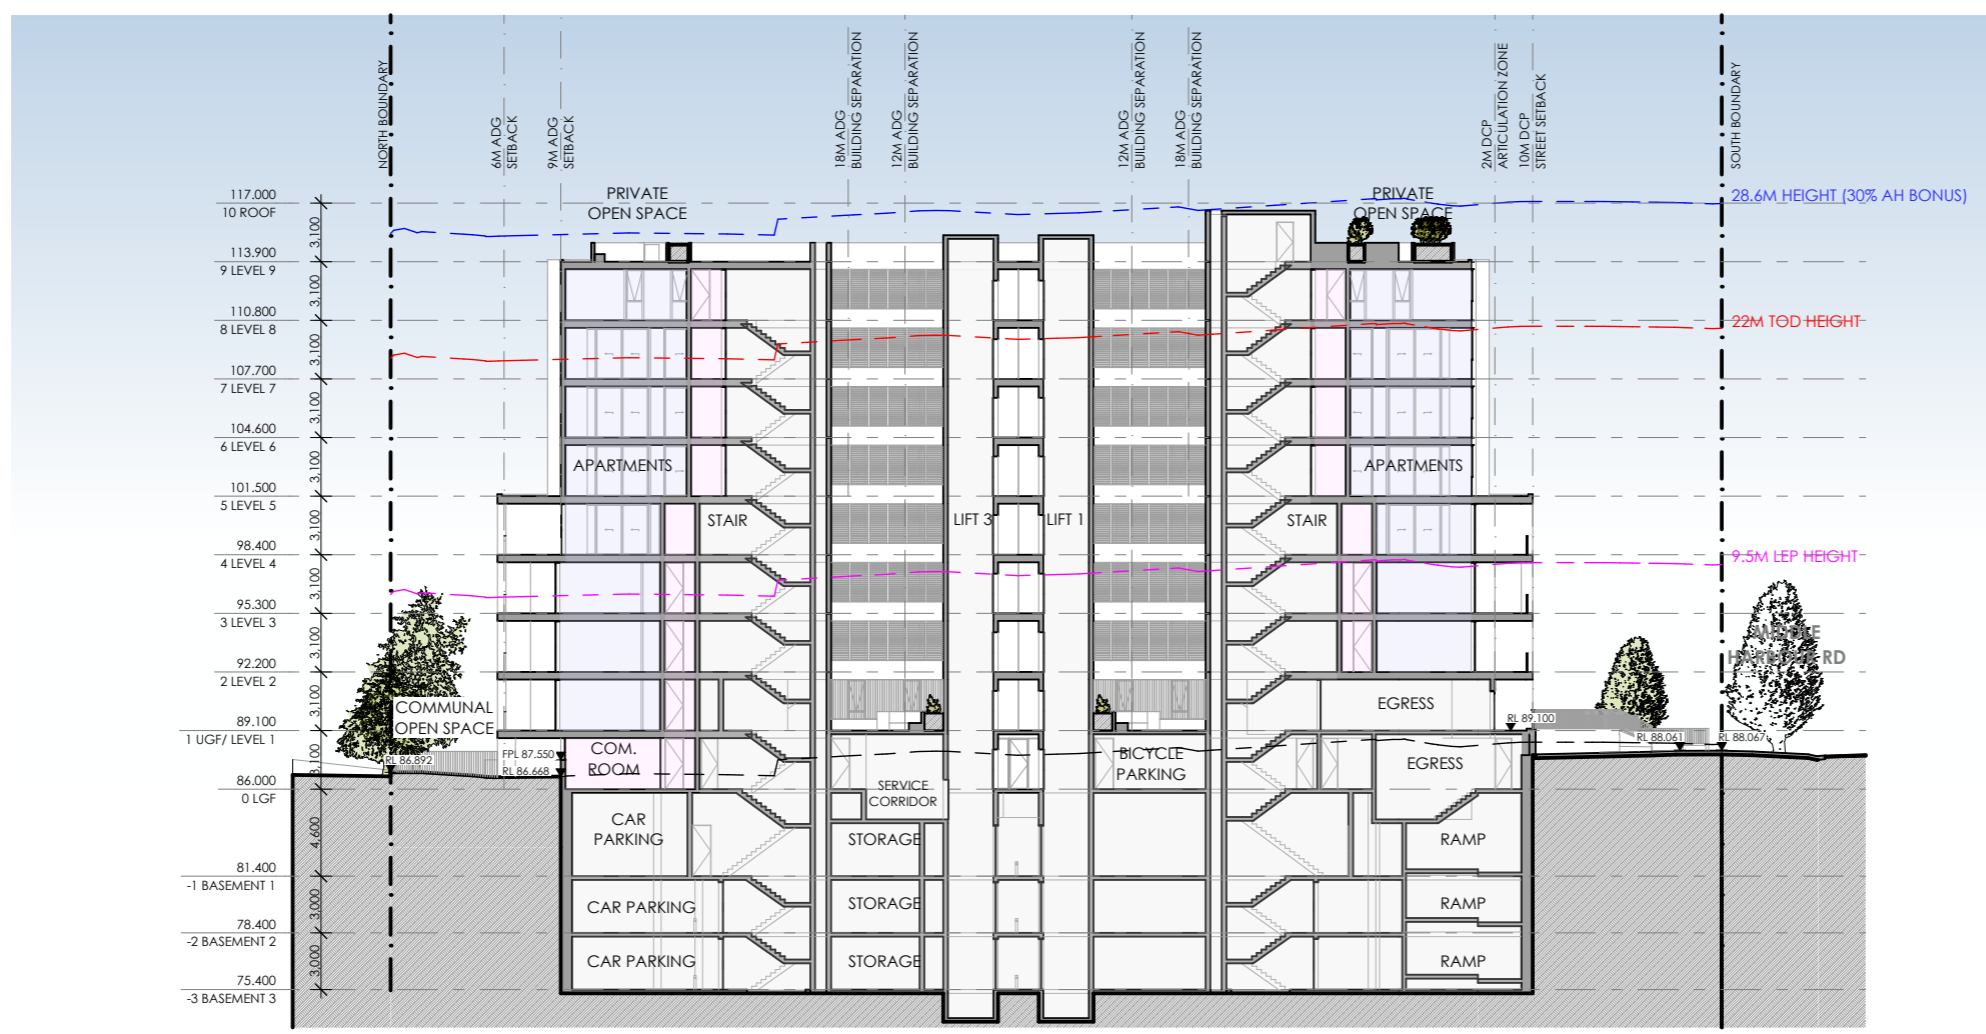 NORTH BOUNDARY
6M ADG
SETBACK
9M ADG
SETBACK
18M ADG
BUILDING SEPARATION
12M ADG
BUILDING SEPARATION
12M ADG
BUILDING SEPARATION
18M ADG
BUILDING SEPARATION
2M DCP
ARTICULATION ZONE
10M DCP
STREET SETBACK
SOUTH BOUNDARY
PRIVATE
OPEN SPACE
PRIVATE
OPEN SPACE
28.6M HEIGHT (30% AH BONUS)
22M TOD HEIGHT
9.5M LEP HEIGHT
117.000
10 ROOF
3,100
113.900
9 LEVEL 9
3,100
110.800
8 LEVEL 8
3,100
107.700
7 LEVEL 7
3,100
104.600
6 LEVEL 6
3,100
101.500
5 LEVEL 5
3,100
98.400
4 LEVEL 4
3,100
95.300
3 LEVEL 3
3,100
92.200
2 LEVEL 2
3,100
89.100
1 UGF/ LEVEL 1
3,100
86.000
0 LGF
4,600
81.400
-1 BASEMENT 1
3,000
78.400
-2 BASEMENT 2
3,000
75.400
-3 BASEMENT 3
APARTMENTS
APARTMENTS
STAIR
LIFT 3
LIFT 1
STAIR
MIDDLE
HARBOUR RD
COMMUNAL
OPEN SPACE
EGRESS
RL 89.100
RL 88.061
RL 88.067
RL 86.892
FPL 87.550
RL 86.668
COM.
ROOM
SERVICE
CORRIDOR
BICYCLE
PARKING
EGRESS
CAR
PARKING
STORAGE
RAMP
CAR PARKING
STORAGE
RAMP
CAR PARKING
STORAGE
RAMP